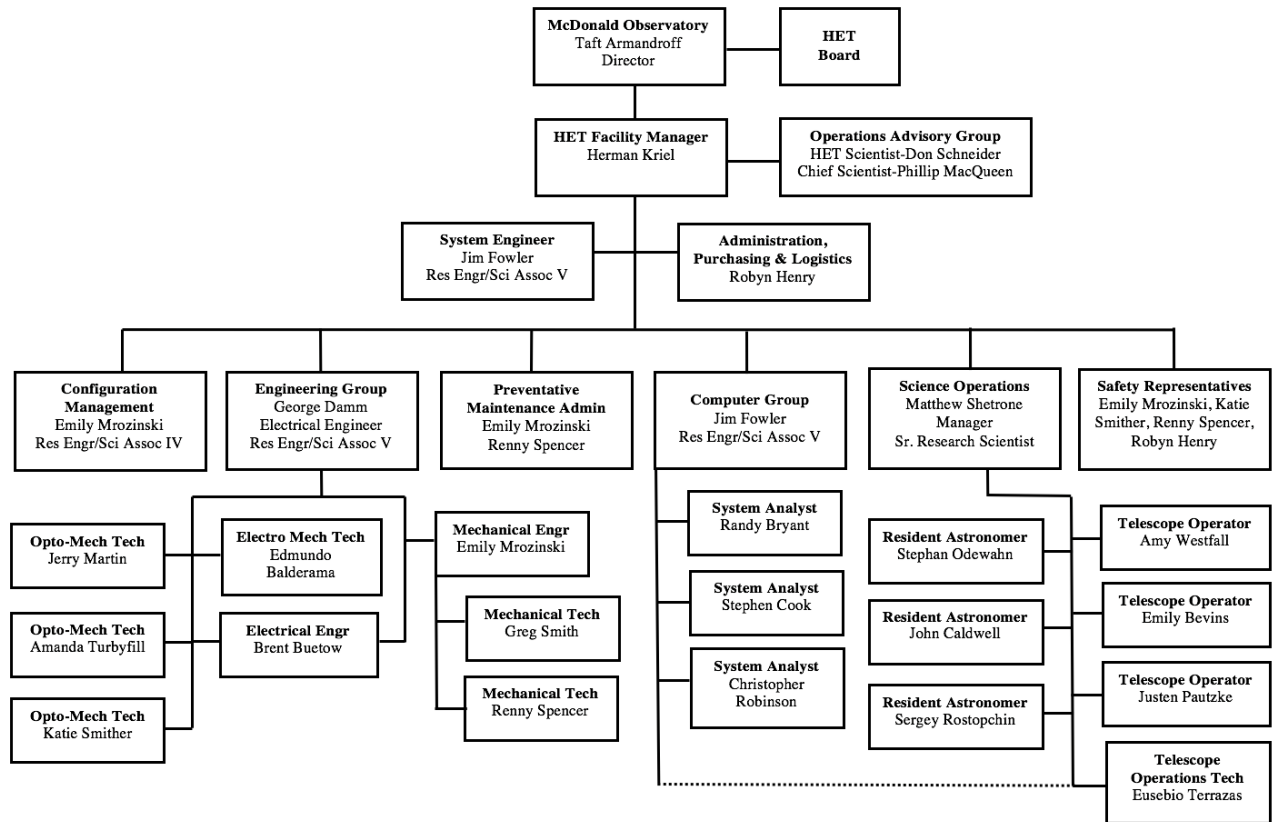 McDonald Observatory
Taft Armandroff
Director
HET
Board
HET Facility Manager
Herman Kriel
Operations Advisory Group
HET Scientist-Don Schneider
Chief Scientist-Phillip MacQueen
System Engineer
Jim Fowler
Res Engr/Sci Assoc V
Administration,
Purchasing & Logistics
Robyn Henry
Configuration
Management
Emily Mrozinski
Res Engr/Sci Assoc IV
Engineering Group
George Damm
Electrical Engineer
Res Engr/Sci Assoc V
Preventative
Maintenance Admin
Emily Mrozinski
Renny Spencer
Computer Group
Jim Fowler
Res Engr/Sci Assoc V
Science Operations
Matthew Shetrone
Manager
Sr. Research Scientist
Safety Representatives
Emily Mrozinski, Katie
Smither, Renny Spencer,
Robyn Henry
Opto-Mech Tech
Jerry Martin
Electro Mech Tech
Edmundo
Balderama
Mechanical Engr
Emily Mrozinski
System Analyst
Randy Bryant
Resident Astronomer
Stephan Odewahn
Telescope Operator
Amy Westfall
Opto-Mech Tech
Amanda Turbyfill
Electrical Engr
Brent Buetow
Mechanical Tech
Greg Smith
System Analyst
Stephen Cook
Resident Astronomer
John Caldwell
Telescope Operator
Emily Bevins
Opto-Mech Tech
Katie Smither
Mechanical Tech
Renny Spencer
System Analyst
Christopher
Robinson
Resident Astronomer
Sergey Rostopchin
Telescope Operator
Justen Pautzke
Telescope
Operations Tech
Eusebio Terrazas